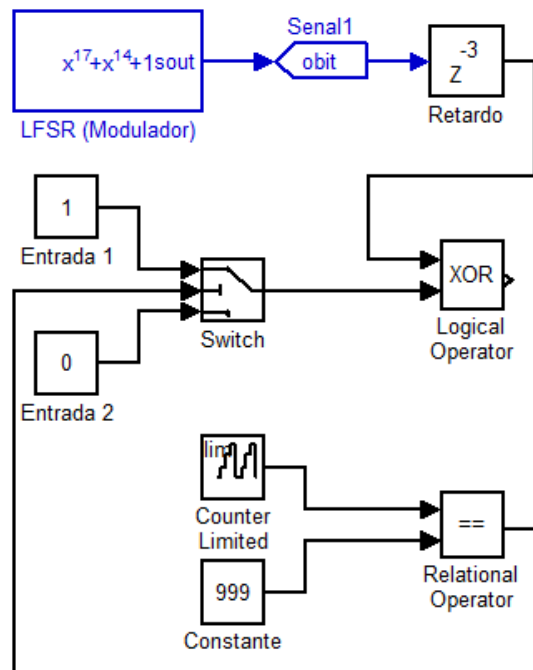 Senal1
x¹⁷+x¹⁴+1sout
obit
-3
Z
LFSR (Modulador)
Retardo
1
Entrada 1
XOR
Switch
Logical
Operator
0
Entrada 2
lim
Counter
Limited
==
999
Relational
Operator
Constante